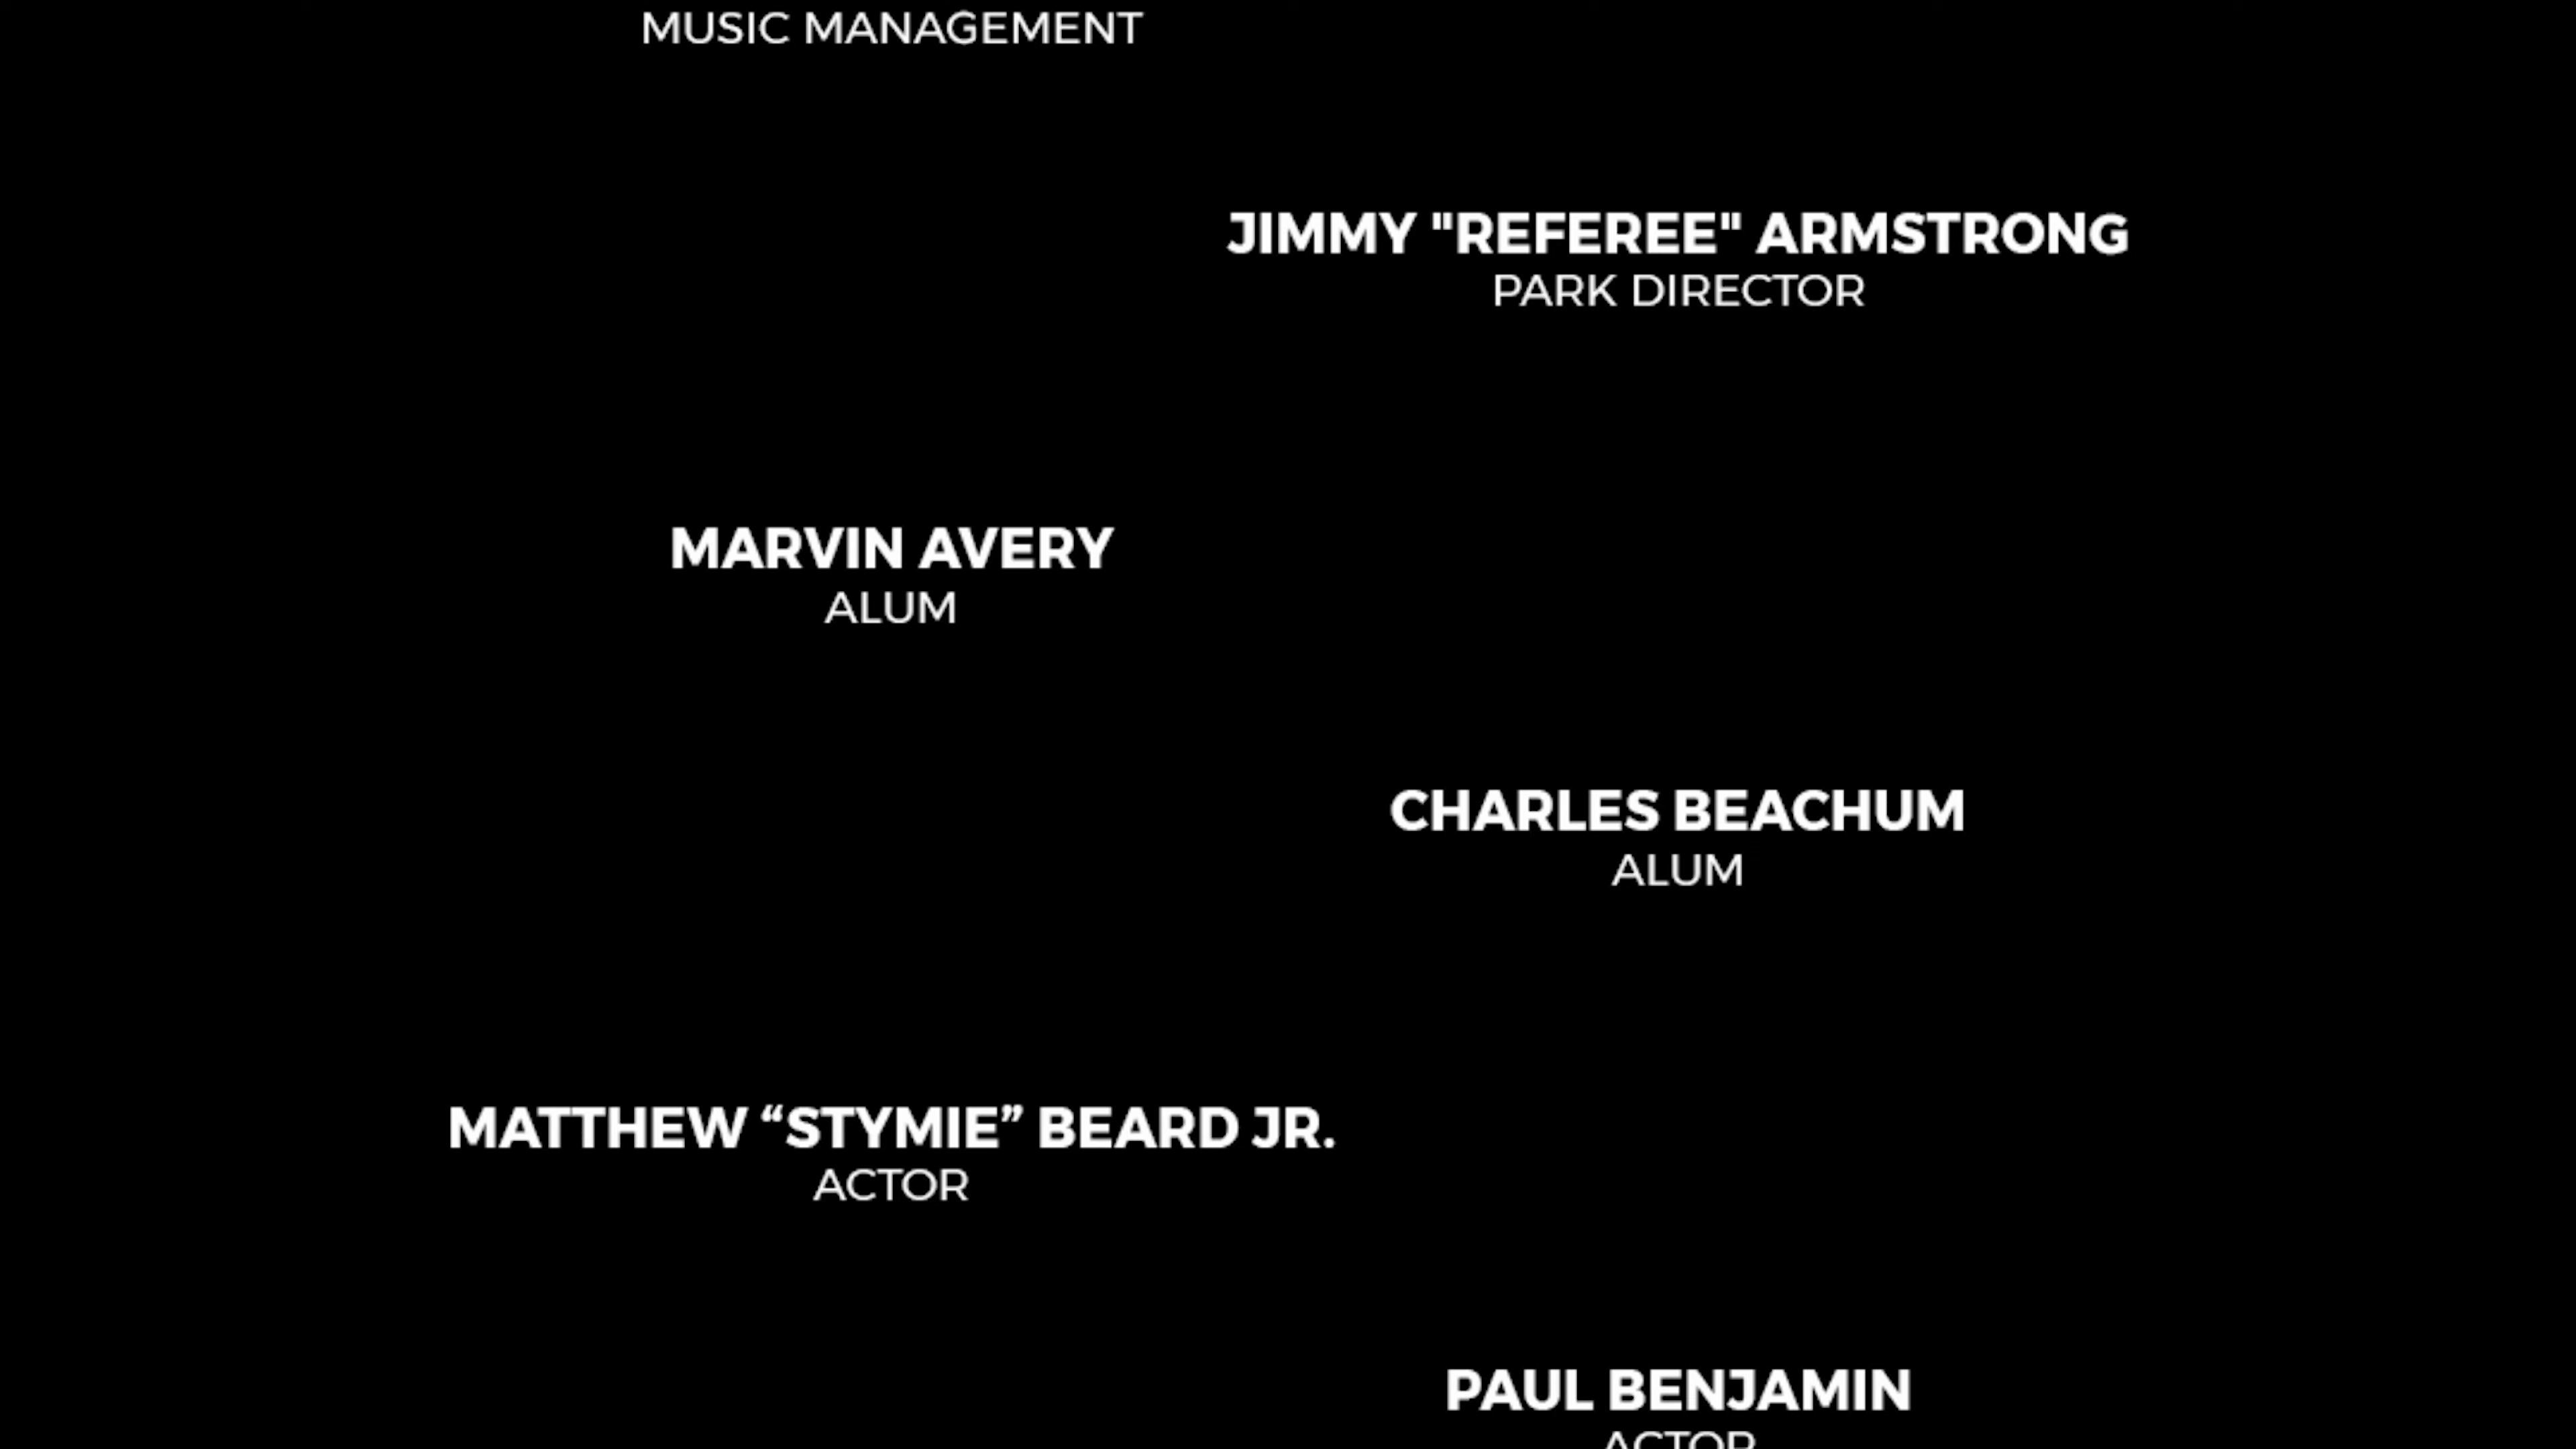 MUSIC MANAGEMENT
JIMMY "REFEREE" ARMSTRONG
PARK DIRECTOR
MARVIN AVERY
ALUM
CHARLES BEACHUM
ALUM
MATTHEW “STYMIE” BEARD JR.
ACTOR
PAUL BENJAMIN
ACTOR